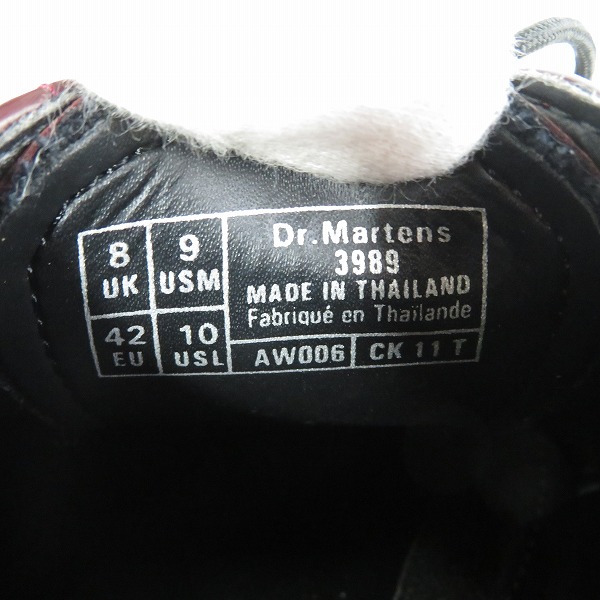 8 UK
9 USM
42 EU
10 USL
Dr.Martens
3989
MADE IN THAILAND
Fabriqué en Thaïlande
AW006
CK 11 T